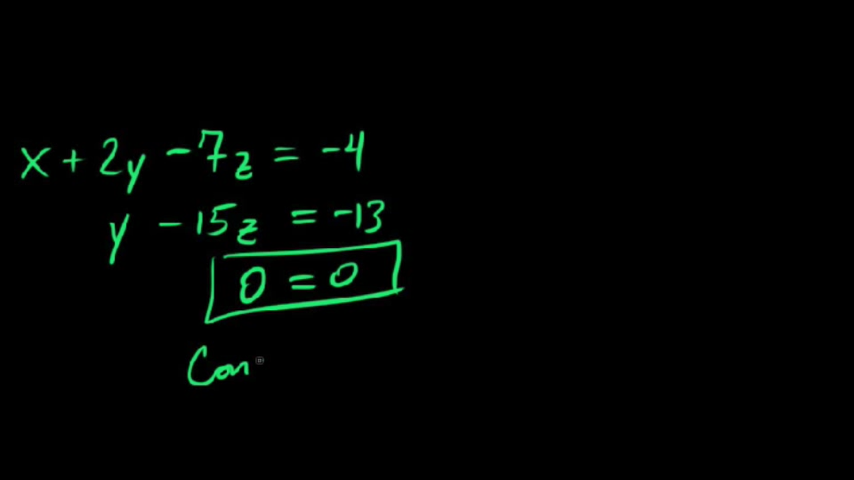 x + 2y - 7z = -4
y - 15z = -13
0 = 0
Con